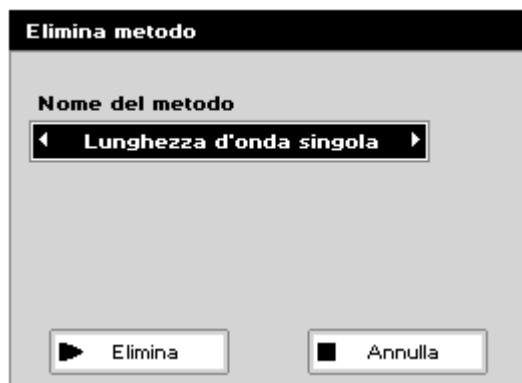 Elimina metodo
Nome del metodo
Lunghezza d'onda singola
Elimina
Annulla